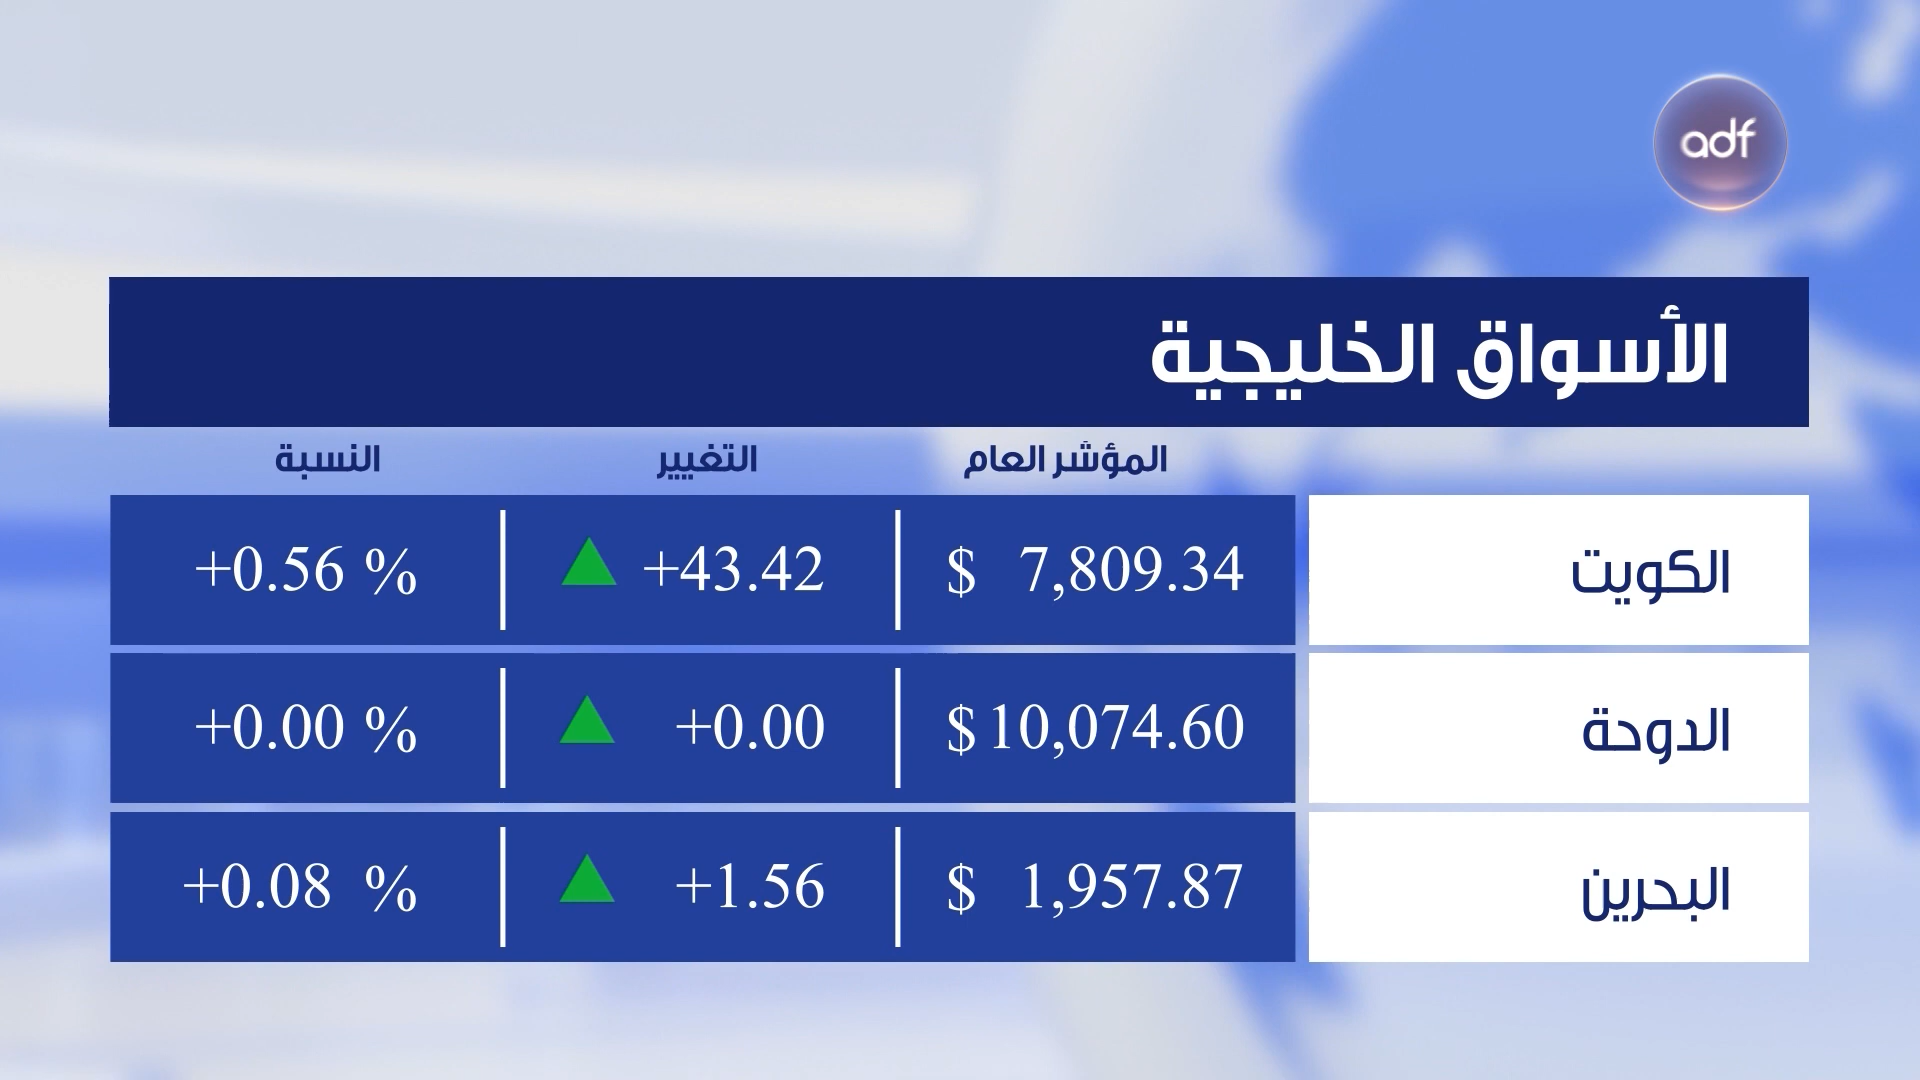 adf
الأسواق الخليجية
المؤشر العام التغيير النسبة
الكويت $ 7,809.34 +43.42 +0.56 %
الدوحة $ 10,074.60 +0.00 +0.00 %
البحرين $ 1,957.87 +1.56 +0.08 %